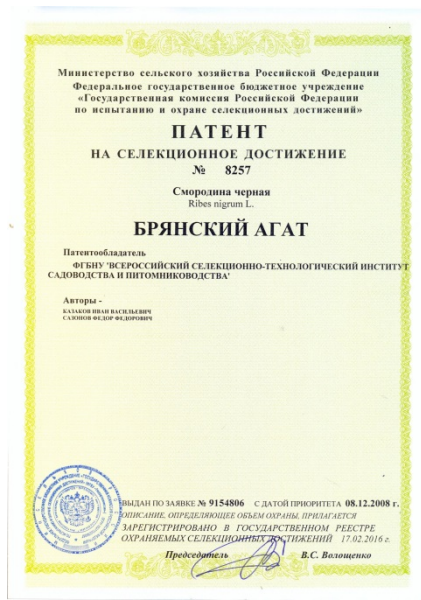 Министерство сельского хозяйства Российской Федерации
Федеральное государственное бюджетное учреждение
«Государственная комиссия Российской Федерации
по испытанию и охране селекционных достижений»
ПАТЕНТ
НА СЕЛЕКЦИОННОЕ ДОСТИЖЕНИЕ
№ 8257
Смородина черная
Ribes nigrum L.
БРЯНСКИЙ АГАТ
Патентообладатель
ФГБНУ 'ВСЕРОССИЙСКИЙ СЕЛЕКЦИОННО-ТЕХНОЛОГИЧЕСКИЙ ИНСТИТУТ
САДОВОДСТВА И ПИТОМНИКОВОДСТВА'
Авторы -
КАЗАКОВ ИВАН ВАСИЛЬЕВИЧ
САЗОНОВ ФЕДОР ФЕДОРОВИЧ
ВЫДАН ПО ЗАЯВКЕ № 9154806 С ДАТОЙ ПРИОРИТЕТА 08.12.2008 г.
ОПИСАНИЕ, ОПРЕДЕЛЯЮЩЕЕ ОБЪЕМ ОХРАНЫ, ПРИЛАГАЕТСЯ
ЗАРЕГИСТРИРОВАНО В ГОСУДАРСТВЕННОМ РЕЕСТРЕ
ОХРАНЯЕМЫХ СЕЛЕКЦИОННЫХ ДОСТИЖЕНИЙ 17.02.2016 г.
Председатель В.С. Волощенко